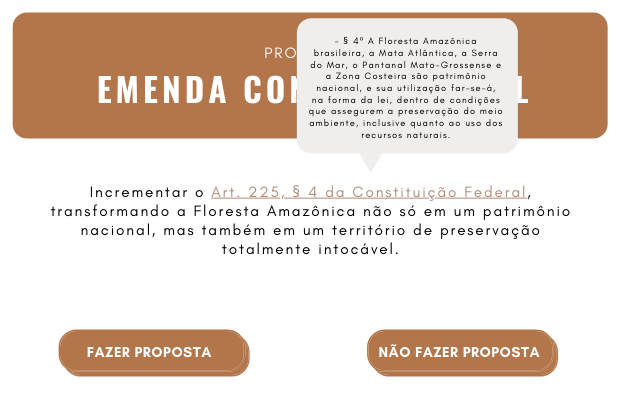 PRO
EMENDA CON L
- § 4º A Floresta Amazônica
brasileira, a Mata Atlântica, a Serra
do Mar, o Pantanal Mato-Grossense e
a Zona Costeira são patrimônio
nacional, e sua utilização far-se-á,
na forma da lei, dentro de condições
que assegurem a preservação do meio
ambiente, inclusive quanto ao uso dos
recursos naturais.
Incrementar o Art. 225, § 4 da Constituição Federal,
transformando a Floresta Amazônica não só em um patrimônio
nacional, mas também em um território de preservação
totalmente intocável.
FAZER PROPOSTA
NÃO FAZER PROPOSTA